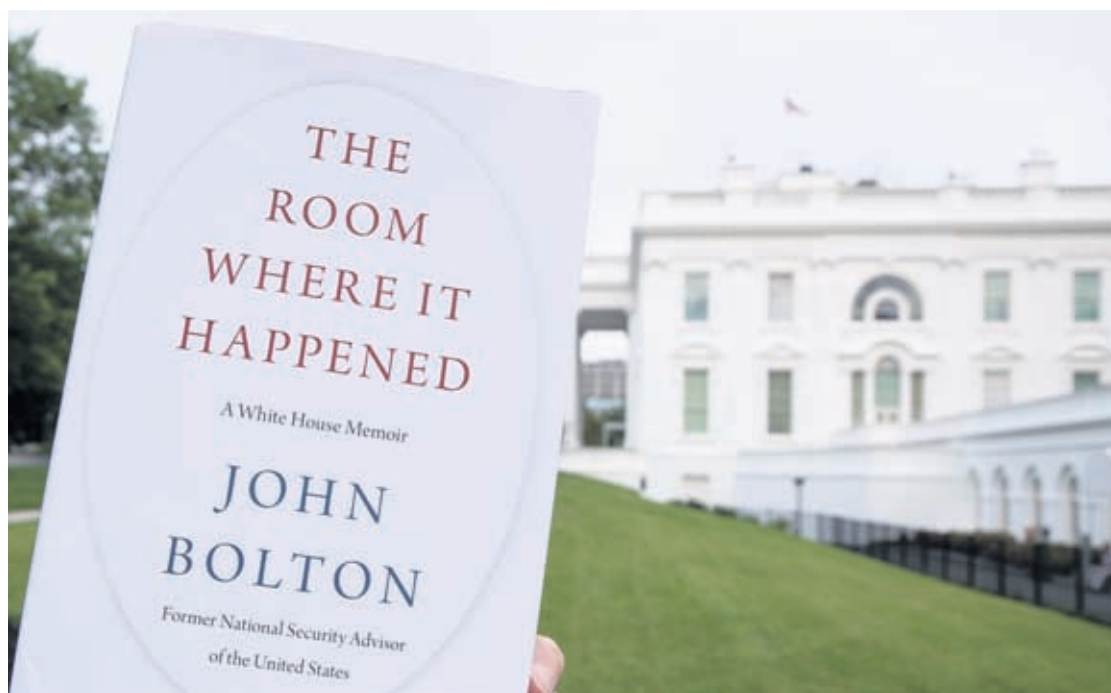 THE
ROOM
WHERE IT
HAPPENED
A White House Memoir
JOHN
BOLTON
Former National Security Advisor
of the United States